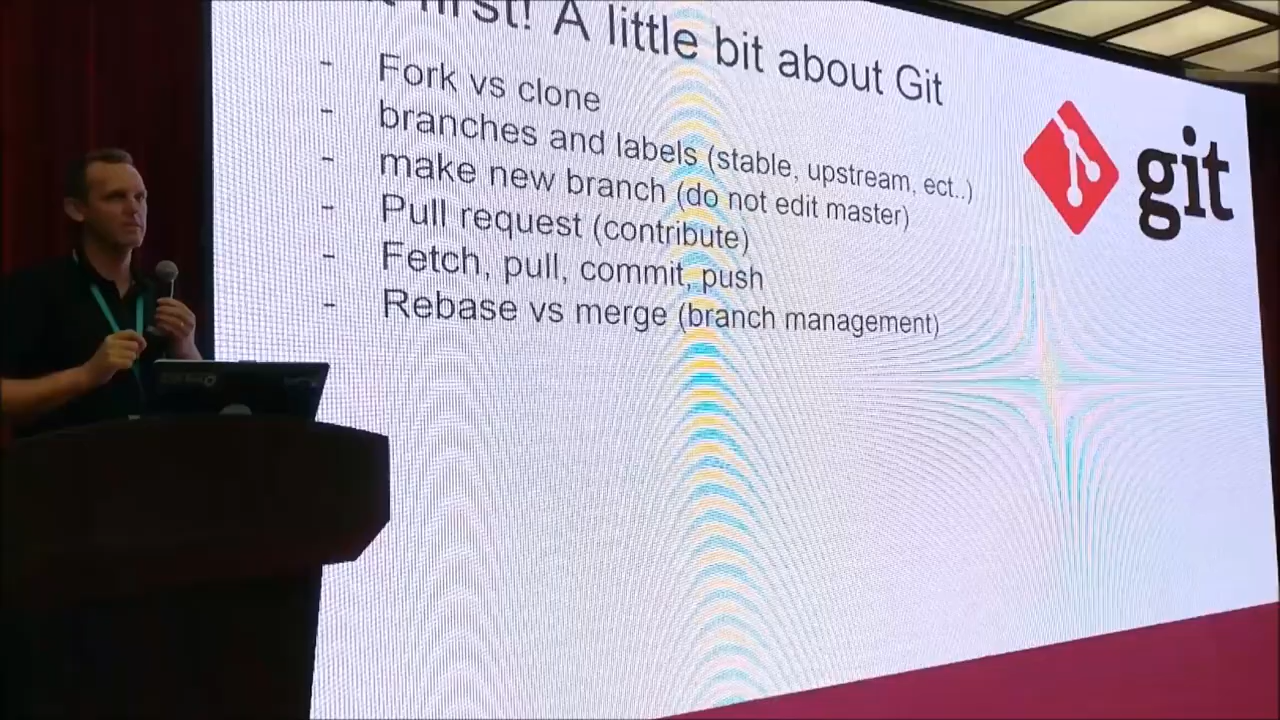 first! A little bit about Git
- Fork vs clone
- branches and labels (stable, upstream, ect..)
- make new branch (do not edit master)
- Pull request (contribute)
- Fetch, pull, commit, push
- Rebase vs merge (branch management)
git